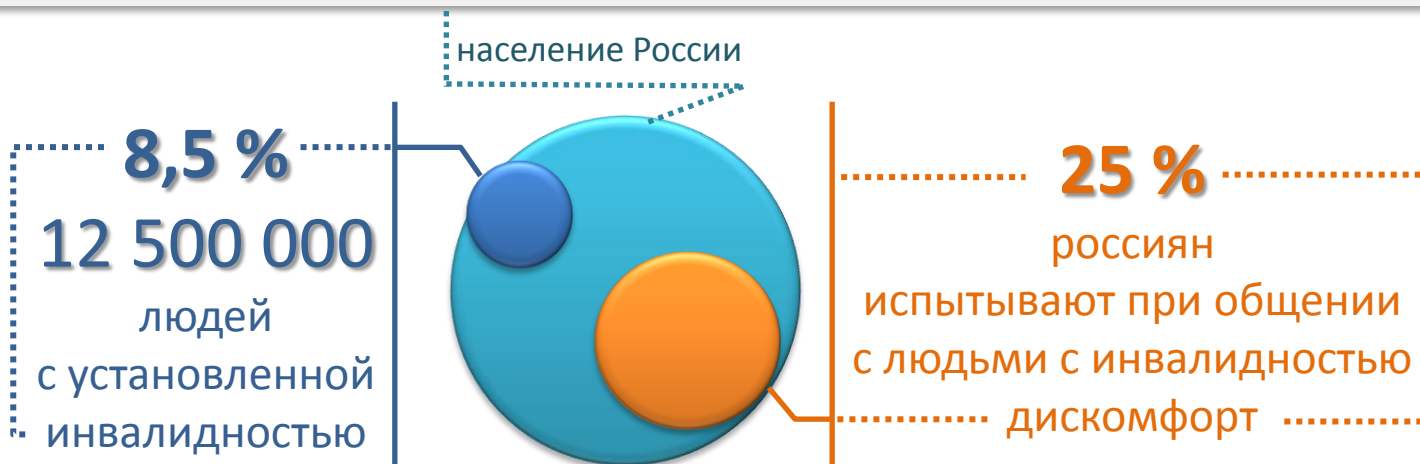 население России
8,5 %
12 500 000
людей
с установленной
инвалидностью
25 %
россиян
испытывают при общении
с людьми с инвалидностью
дискомфорт